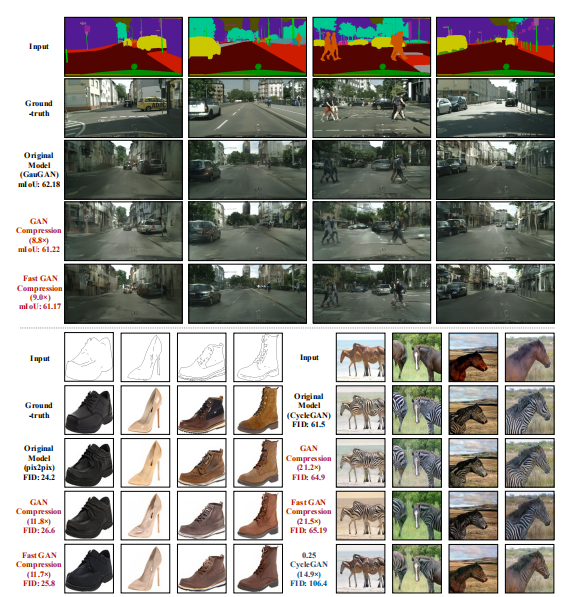 Input
Ground
-truth
Original
Model
(GauGAN)
mIoU: 62.18
GAN
Compression
(8.8×)
mIoU: 61.22
Fast GAN
Compression
(9.0×)
mIoU: 61.17
Input
Ground
-truth
Original
Model
(pix2pix)
FID: 24.2
GAN
Compression
(11.8×)
FID: 26.6
Fast GAN
Compression
(11.7×)
FID: 25.8
Input
Original
Model
(CycleGAN)
FID: 61.5
GAN
Compression
(21.2×)
FID: 64.9
Fast GAN
Compression
(21.5×)
FID: 65.19
0.25
CycleGAN
(14.9×)
FID: 106.4